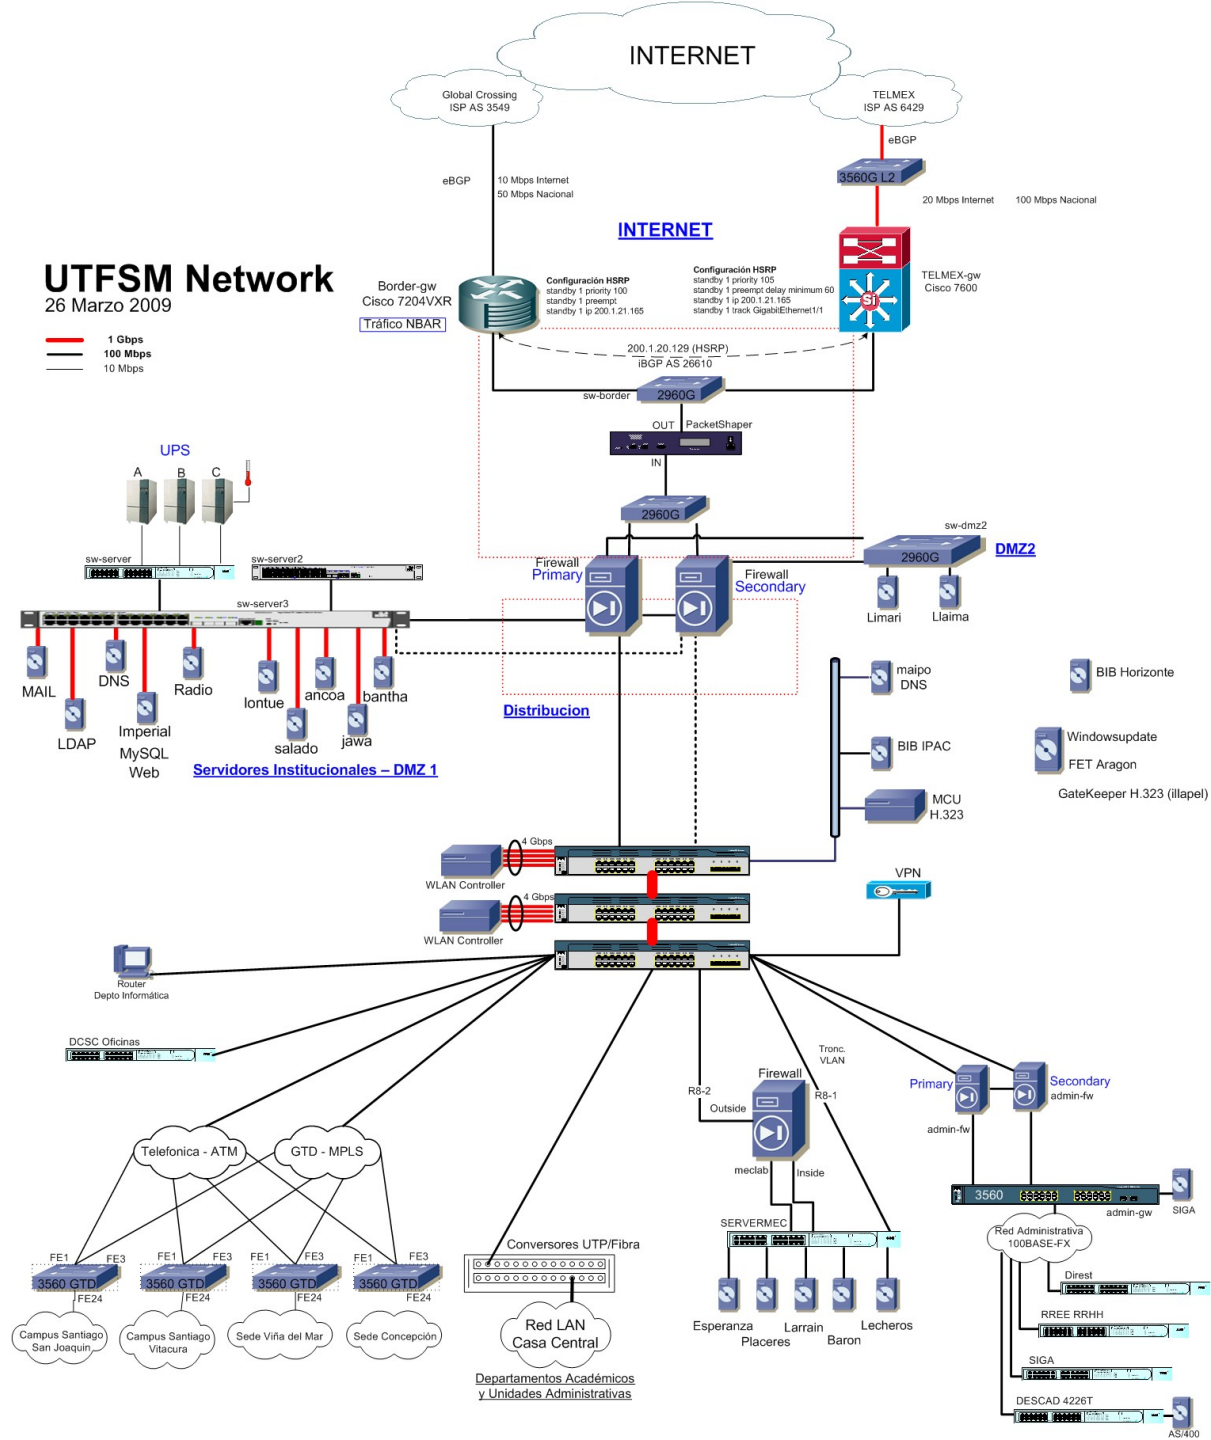 INTERNET
Global Crossing
ISP AS 3549
TELMEX
ISP AS 6429
eBGP
3560G L2
eBGP
10 Mbps Internet
50 Mbps Nacional
20 Mbps Internet
100 Mbps Nacional
INTERNET
UTFSM Network
26 Marzo 2009
1 Gbps
100 Mbps
10 Mbps
Border-gw
Cisco 7204VXR
Tráfico NBAR
Configuración HSRP
standby 1 priority 100
standby 1 preempt
standby 1 ip 200.1.21.165
Configuración HSRP
standby 1 priority 105
standby 1 preempt delay minimum 60
standby 1 ip 200.1.21.165
standby 1 track GigabitEthernet1/1
Si
TELMEX-gw
Cisco 7600
200.1.20.129 (HSRP)
iBGP AS 26610
sw-border
2960G
OUT
PacketShaper
IN
2960G
UPS
A
B
C
sw-server
sw-server2
sw-server3
Firewall
Primary
Firewall
Secondary
sw-dmz2
2960G
DMZ2
Limari
Llaima
MAIL
LDAP
DNS
Imperial
MySQL
Web
Radio
lontue
salado
ancoa
jawa
bantha
Servidores Institucionales – DMZ 1
Distribucion
maipo
DNS
BIB IPAC
MCU
H.323
BIB Horizonte
Windowsupdate
FET Aragon
GateKeeper H.323 (illapel)
4 Gbps
WLAN Controller
4 Gbps
WLAN Controller
VPN
Router
Depto Informática
DCSC Oficinas
Telefonica - ATM
GTD - MPLS
FE1
FE3
3560 GTD
FE24
Campus Santiago
San Joaquin
FE1
FE3
3560 GTD
FE24
Campus Santiago
Vitacura
FE1
FE3
3560 GTD
FE24
Sede Viña del Mar
FE1
FE3
3560 GTD
FE24
Sede Concepción
Conversores UTP/Fibra
Red LAN
Casa Central
Departamentos Académicos
y Unidades Administrativas
R8-2
Firewall
Outside
meclab
Inside
Tronc.
VLAN
R8-1
SERVERMEC
Esperanza
Placeres
Larrain
Baron
Lecheros
Primary
admin-fw
Secondary
admin-fw
3560
admin-gw
SIGA
Red Administrativa
100BASE-FX
Direst
RREE RRHH
SIGA
DESCAD 4226T
AS/400